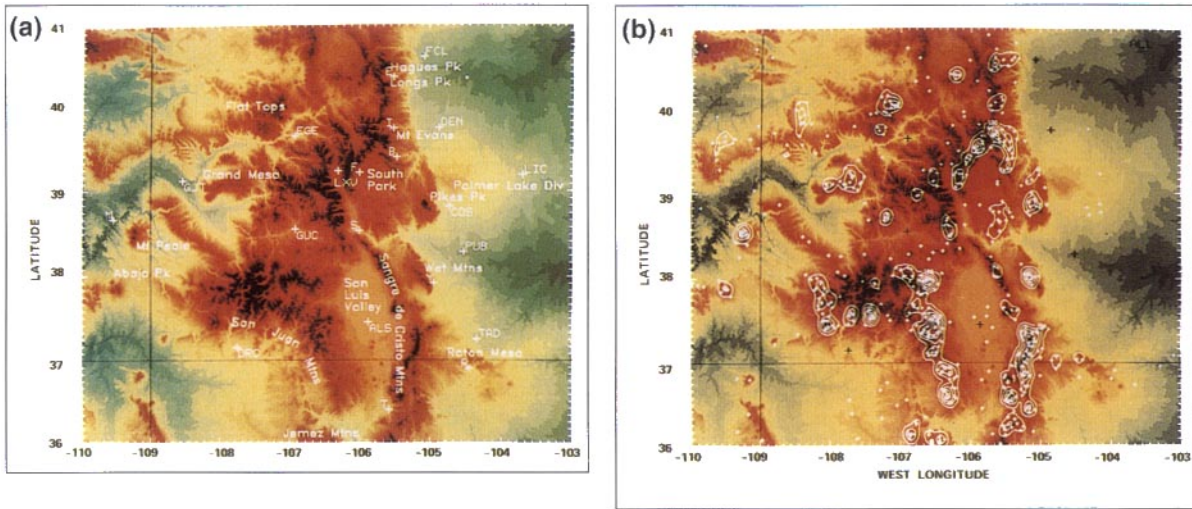 (a)
41
40
39
38
37
36
LATITUDE
-110
-109
-108
-107
-106
-105
-104
-103
FCL
Hagues Pk
Longs Pk
Flat Tops
EGE
DEN
Mt Evans
Grand Mesa
GJT
LXV
South
Park
LIC
Palmer Lake Div
Pikes Pk
COS
GUC
Mt Peale
PUB
Abajo Pk
Wet Mtns
San
Luis
Valley
ALS
Sangre de Cristo Mtns
San Juan Mtns
DRO
TAD
Raton Mesa
Jemez Mtns
(b)
41
40
39
38
37
36
LATITUDE
-110
-109
-108
-107
-106
-105
-104
-103
WEST LONGITUDE